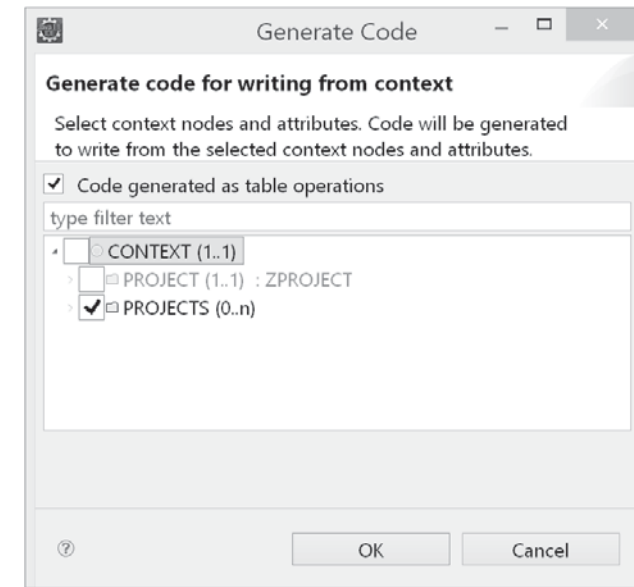 Generate Code
Generate code for writing from context
Select context nodes and attributes. Code will be generated
to write from the selected context nodes and attributes.
Code generated as table operations
type filter text
CONTEXT (1..1)
PROJECT (1..1) : ZPROJECT
PROJECTS (0..n)
OK
Cancel